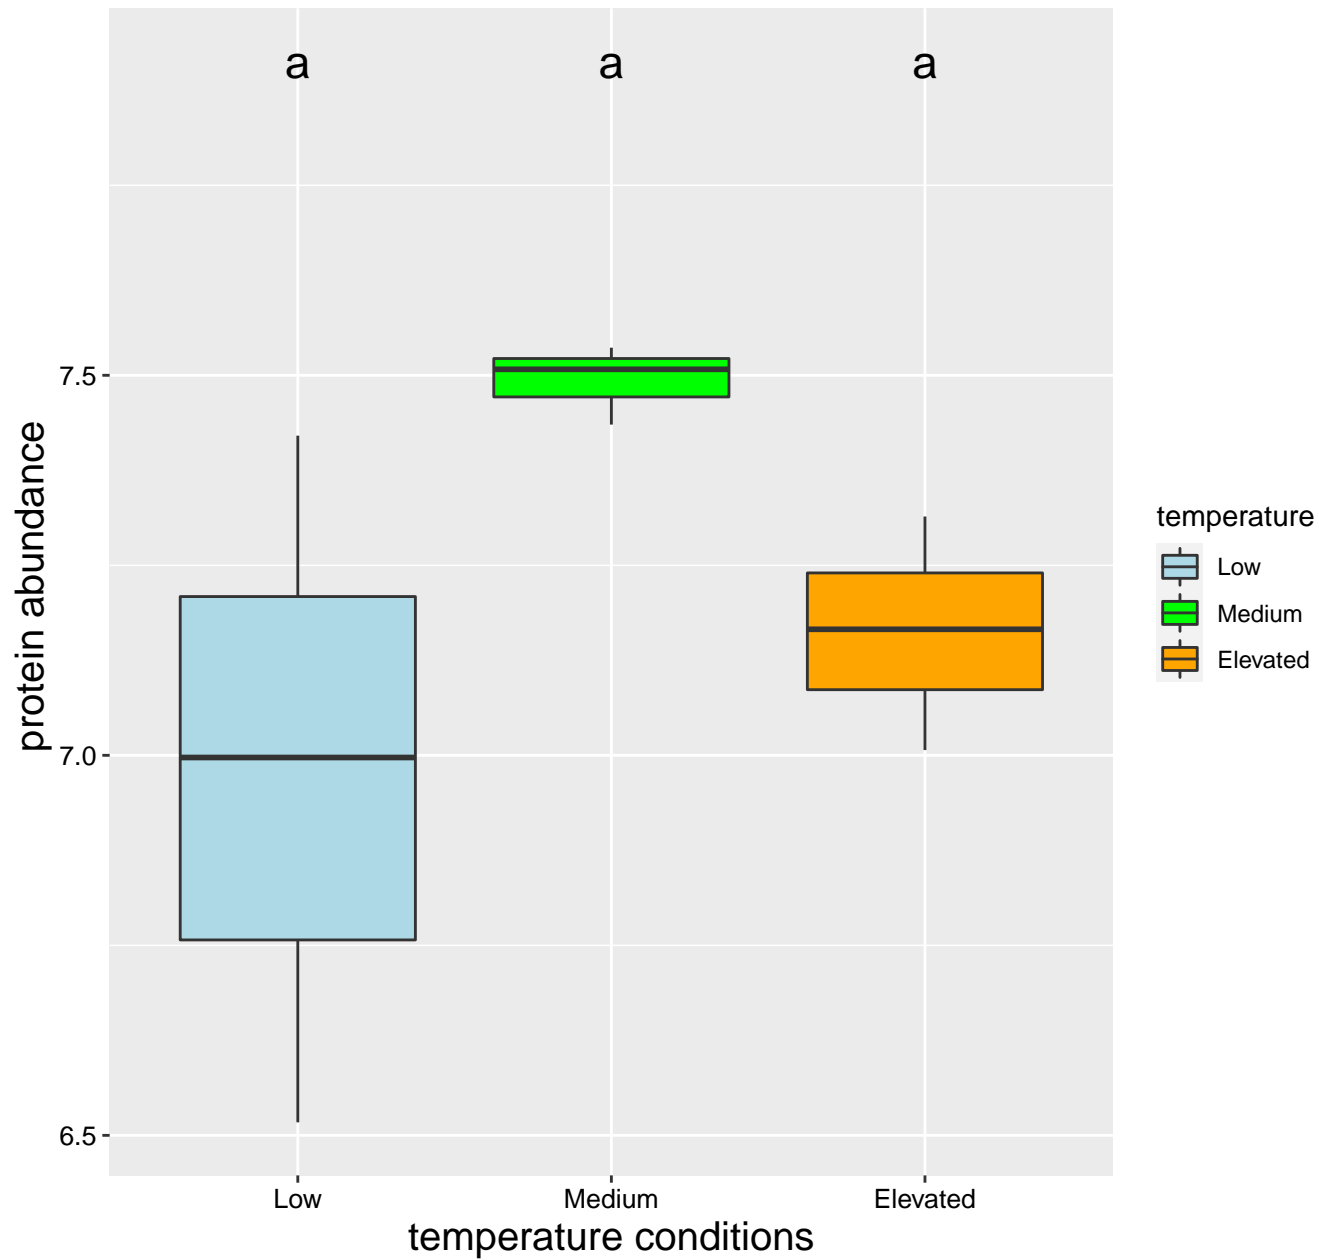 a a a
protein abundance
7.5
7.0
6.5
Low Medium Elevated
temperature conditions
temperature
Low
Medium
Elevated